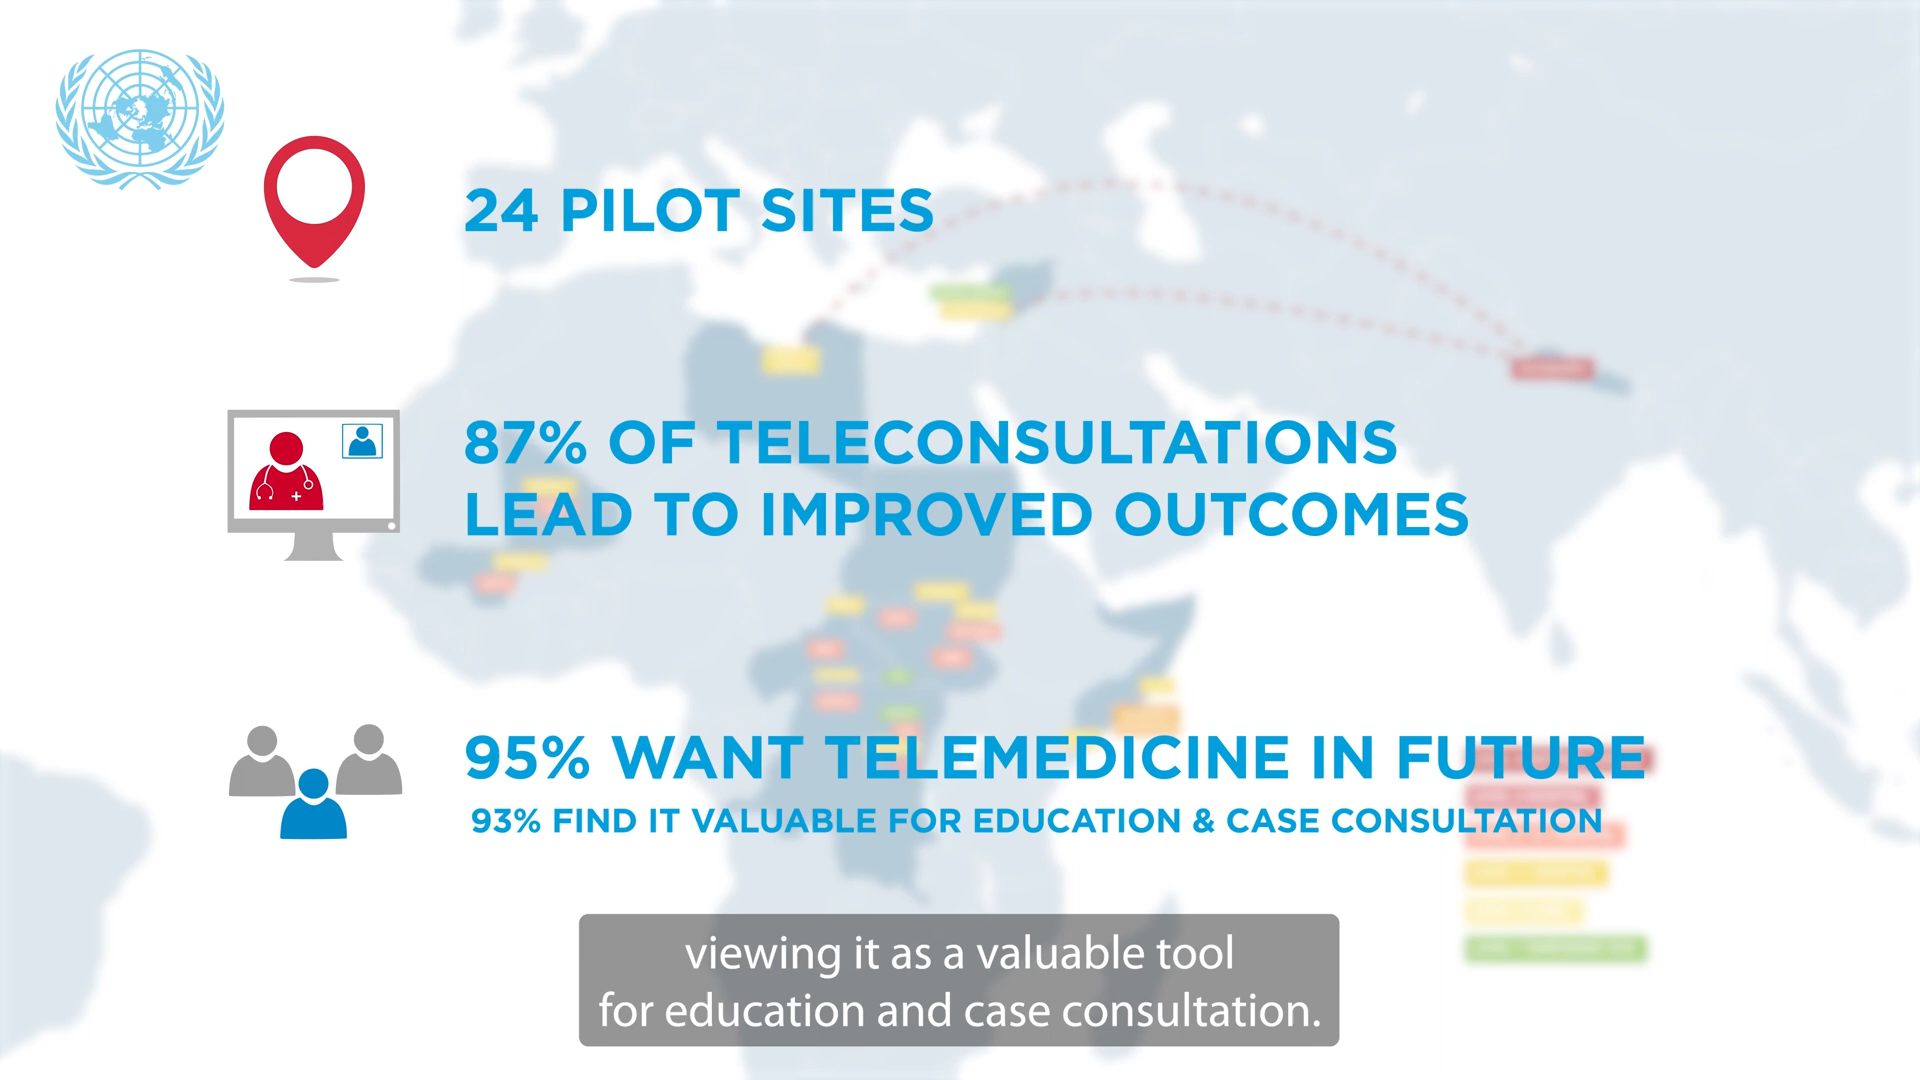 24 PILOT SITES
87% OF TELECONSULTATIONS
LEAD TO IMPROVED OUTCOMES
95% WANT TELEMEDICINE IN FUTURE
93% FIND IT VALUABLE FOR EDUCATION & CASE CONSULTATION
viewing it as a valuable tool
for education and case consultation.